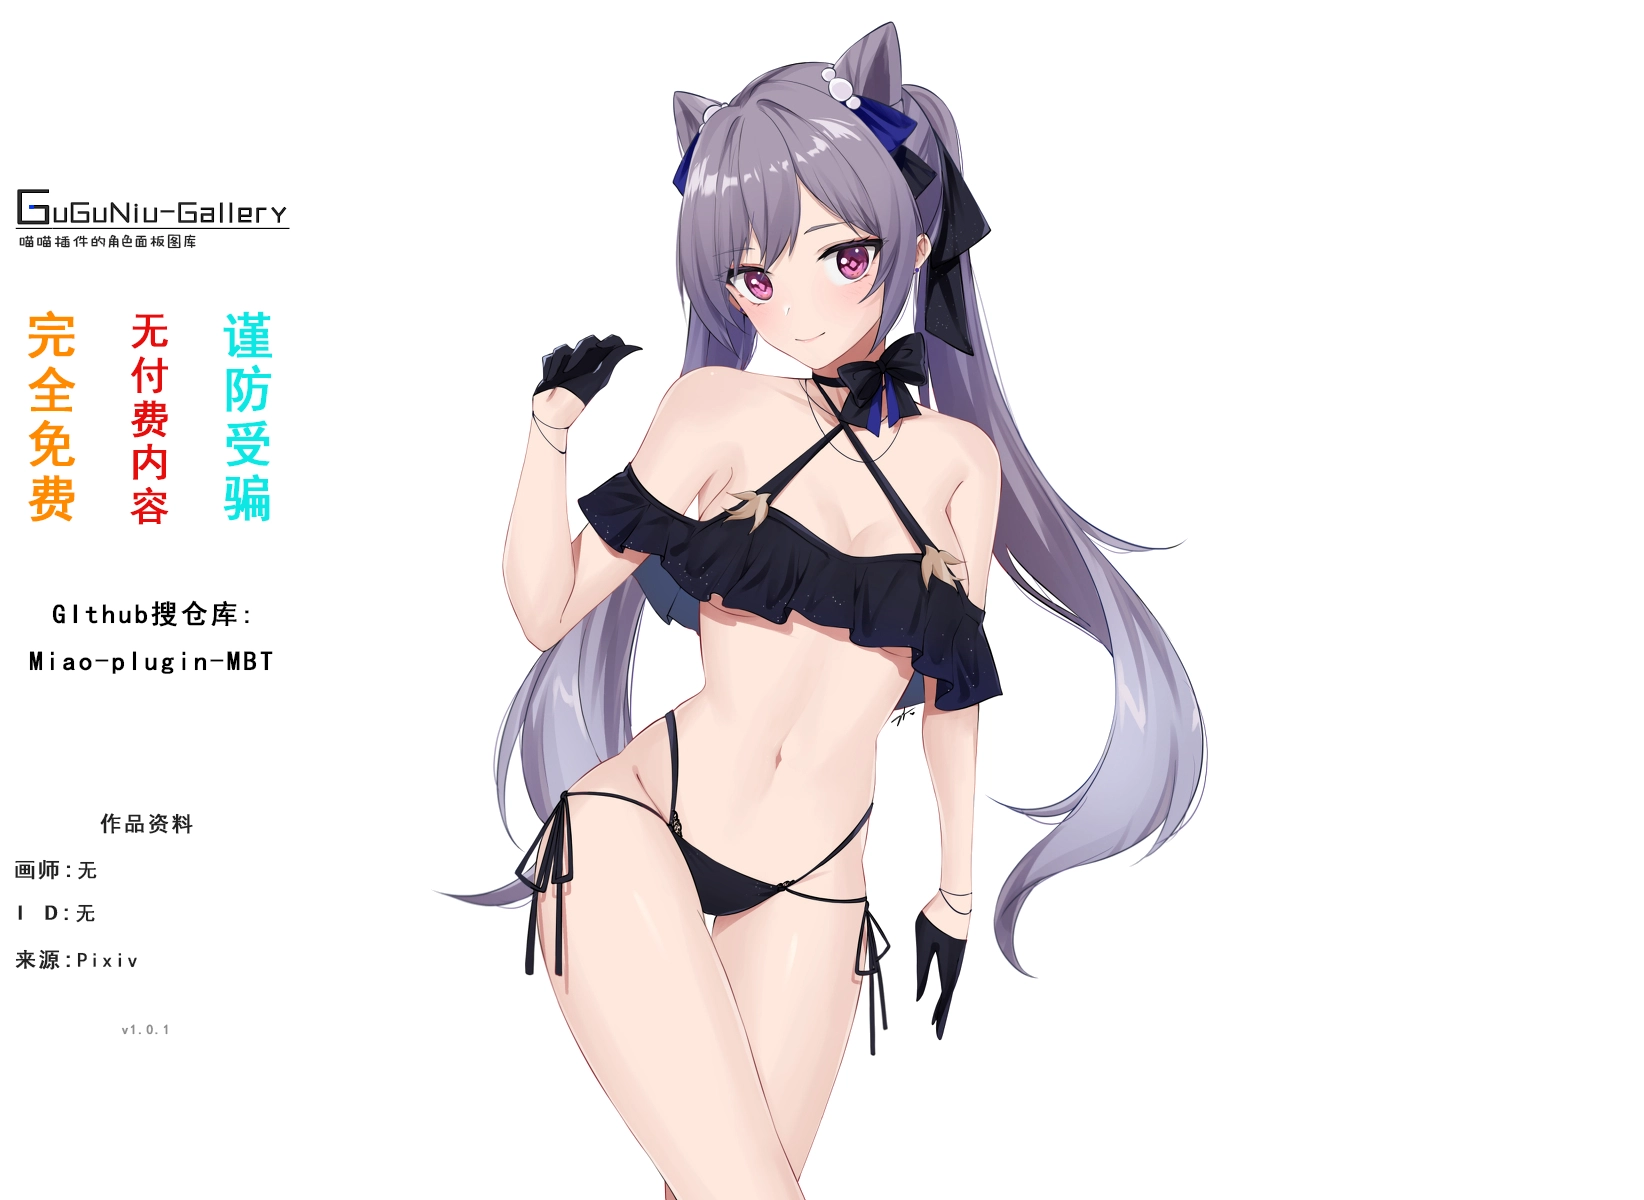 GuGuNiu-Gallery
喵喵插件的角色面板图库
完全免费
无付费内容
谨防受骗
GIthub搜仓库:
Miao-plugin-MBT
作品资料
画师:无
I D:无
来源:Pixiv
v1.0.1